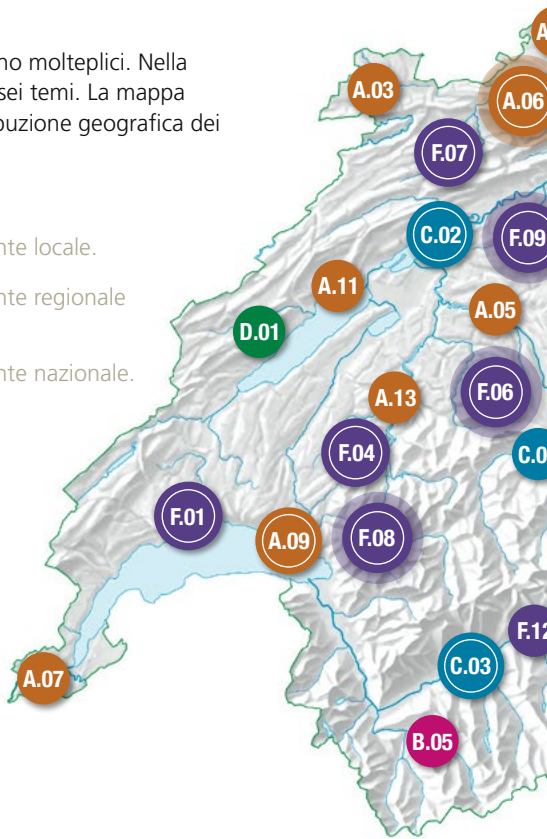 no molteplici. Nella
sei temi. La mappa
buzione geografica dei
nte locale.
nte regionale
nte nazionale.
A.03
A.06
F.07
C.02
F.09
A.11
A.05
D.01
F.06
A.13
F.04
F.01
A.09
F.08
F.12
C.03
A.07
B.05